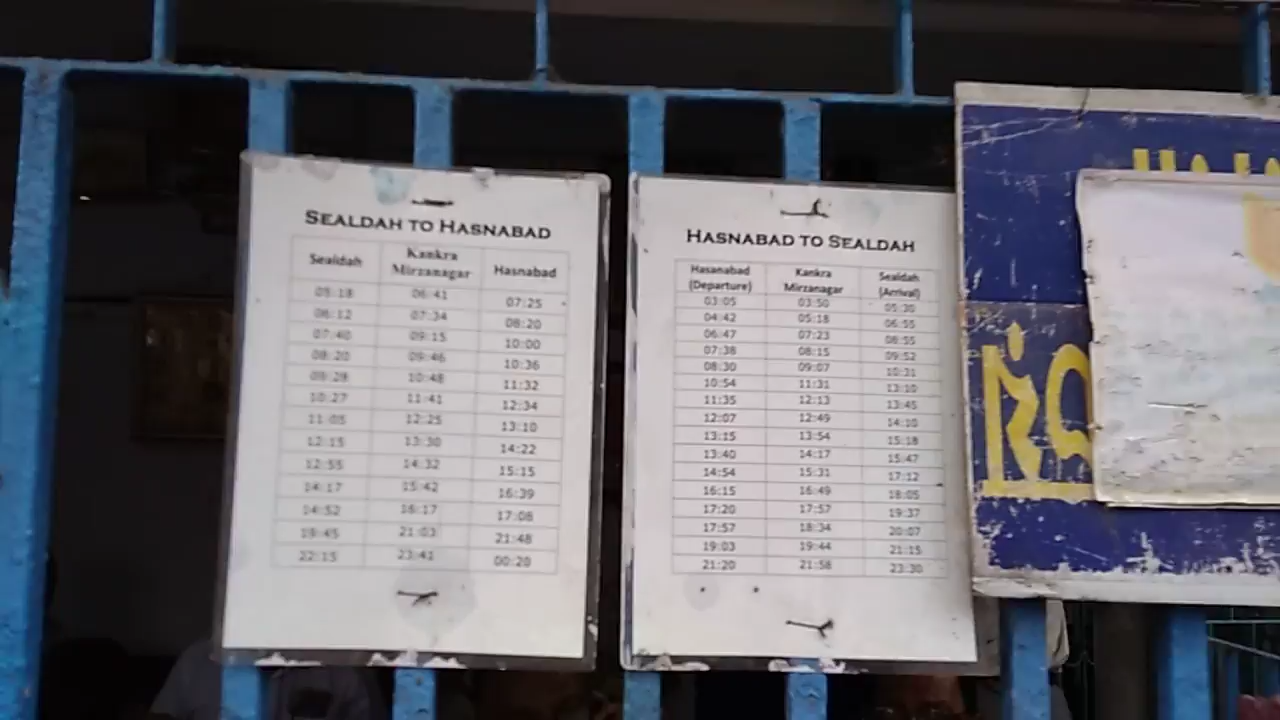 SEALDAH TO HASNABAD
Sealdah Kankra Mirzanagar Hasnabad
05:18 06:41 07:25
06:12 07:34 08:20
07:40 09:15 10:00
08:20 09:46 10:36
09:28 10:48 11:32
10:27 11:41 12:34
11:05 12:25 13:10
12:15 13:30 14:22
12:55 14:32 15:15
14:17 15:42 16:39
14:52 16:17 17:08
19:45 21:03 21:48
22:15 23:41 00:20
HASNABAD TO SEALDAH
Hasanabad (Departure) Kankra Mirzanagar Sealdah (Arrival)
03:05 03:50 05:30
04:42 05:18 06:55
06:47 07:23 08:55
07:38 08:15 09:52
08:30 09:07 10:31
10:54 11:31 13:10
11:35 12:13 13:45
12:07 12:49 14:10
13:15 13:54 15:18
13:40 14:17 15:47
14:54 15:31 17:12
16:15 16:49 18:05
17:20 17:57 19:37
17:57 18:34 20:07
19:03 19:44 21:15
21:20 21:58 23:30